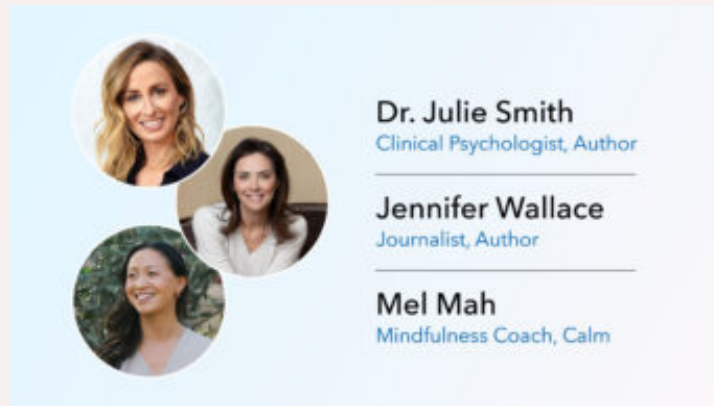 Dr. Julie Smith
Clinical Psychologist, Author
Jennifer Wallace
Journalist, Author
Mel Mah
Mindfulness Coach, Calm